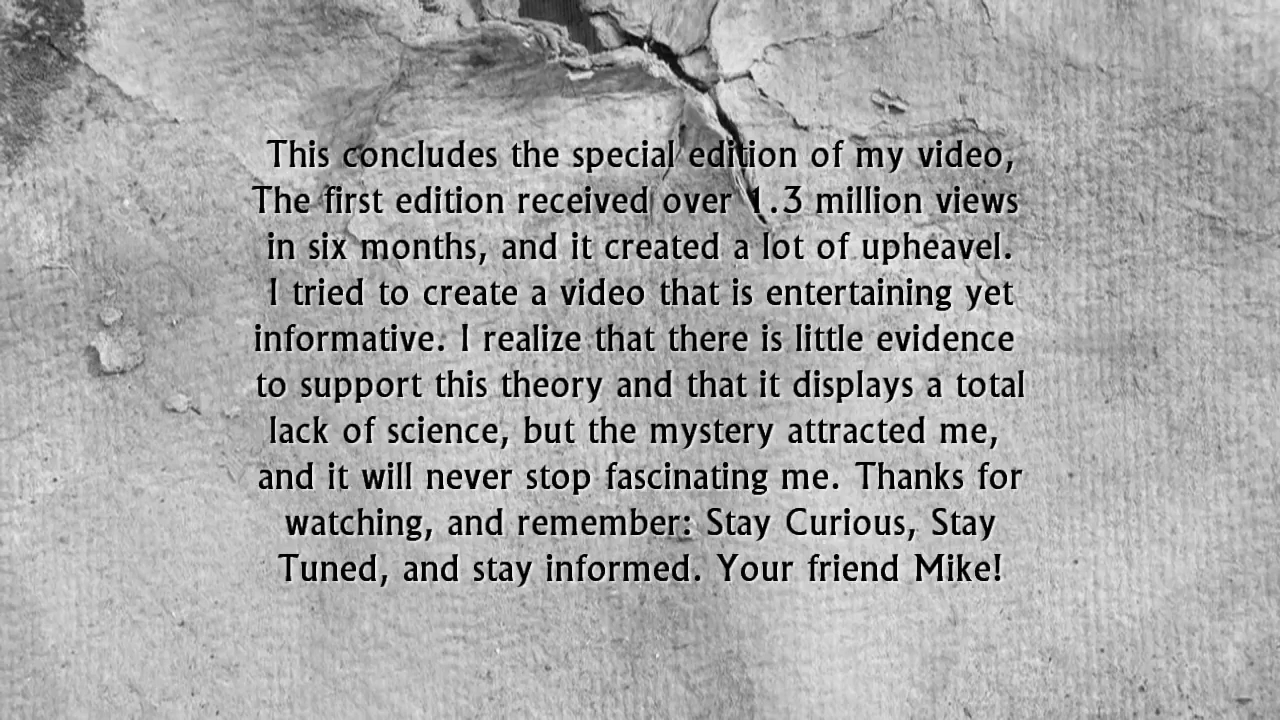 This concludes the special edition of my video,
The first edition received over 1.3 million views
in six months, and it created a lot of upheavel.
I tried to create a video that is entertaining yet
informative. I realize that there is little evidence
to support this theory and that it displays a total
lack of science, but the mystery attracted me,
and it will never stop fascinating me. Thanks for
watching, and remember: Stay Curious, Stay
Tuned, and stay informed. Your friend Mike!